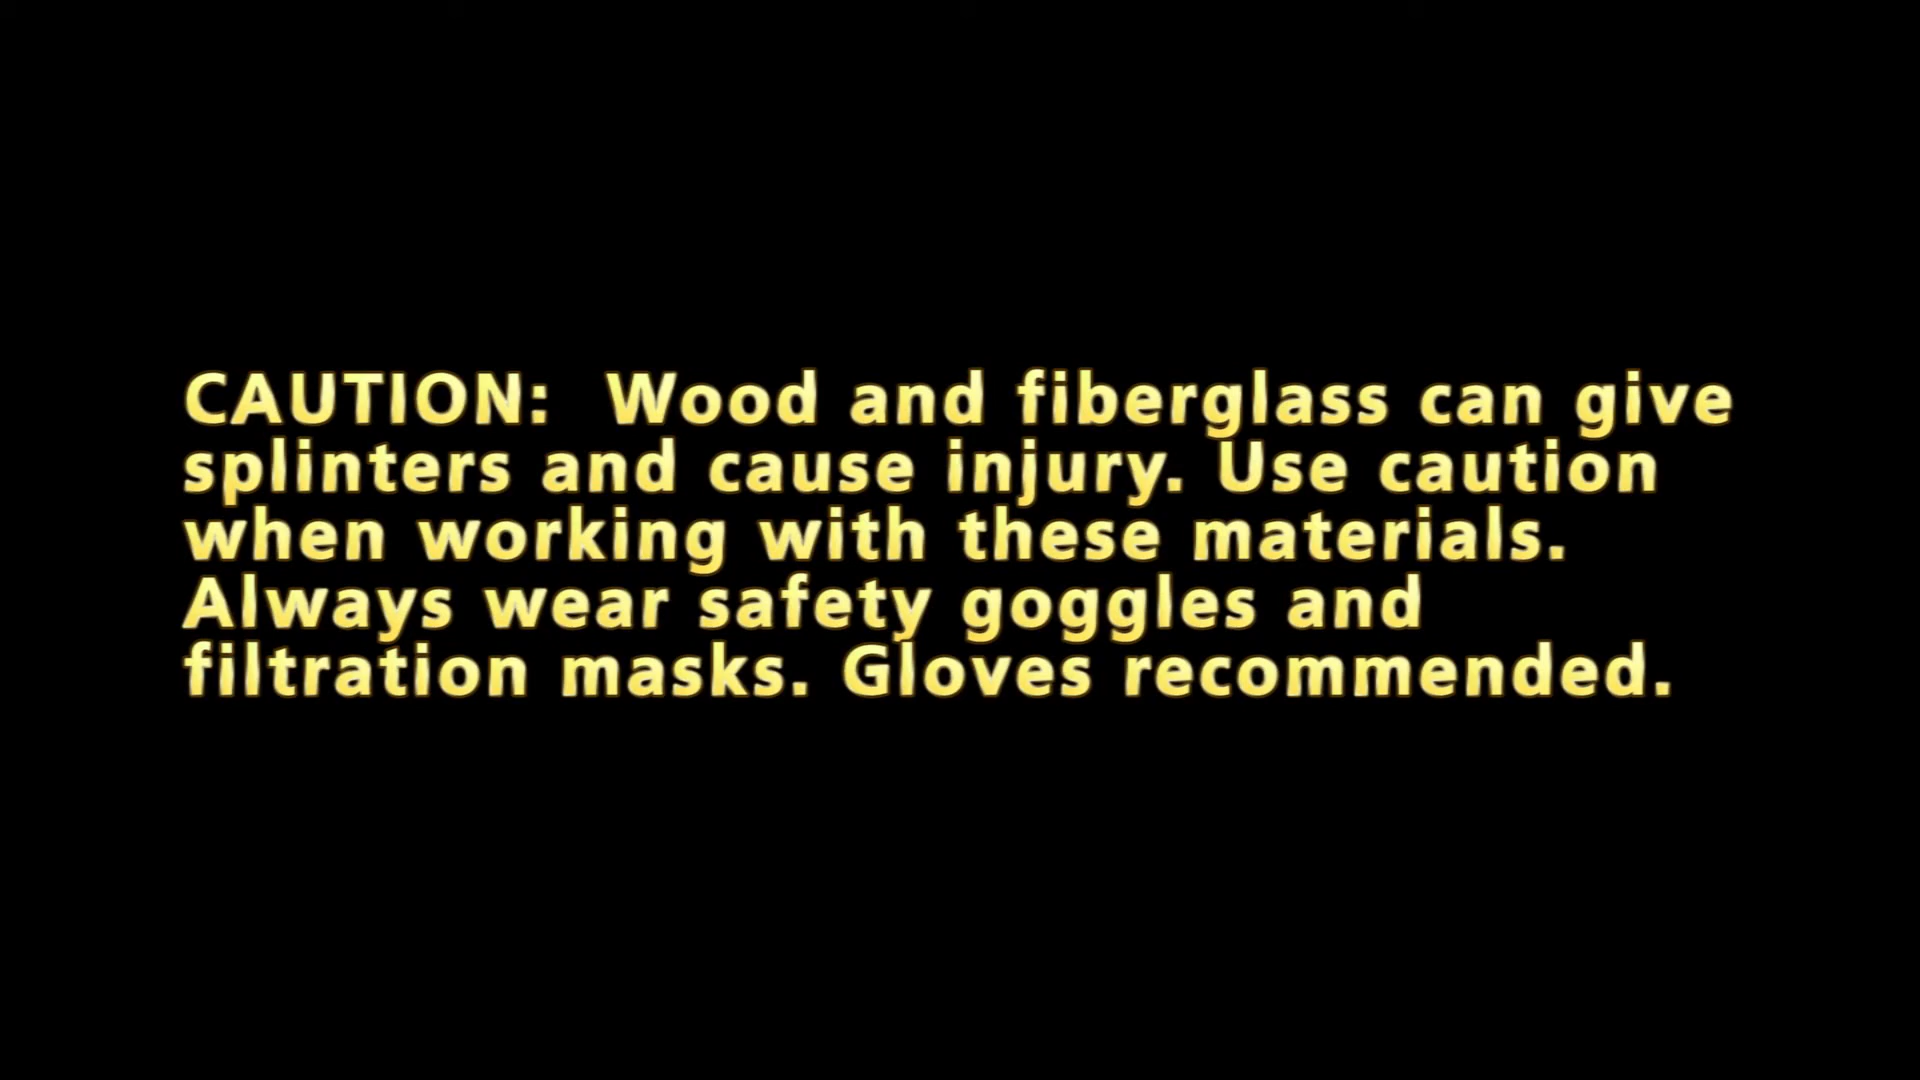 CAUTION:  Wood and fiberglass can give
splinters and cause injury. Use caution
when working with these materials.
Always wear safety goggles and
filtration masks. Gloves recommended.